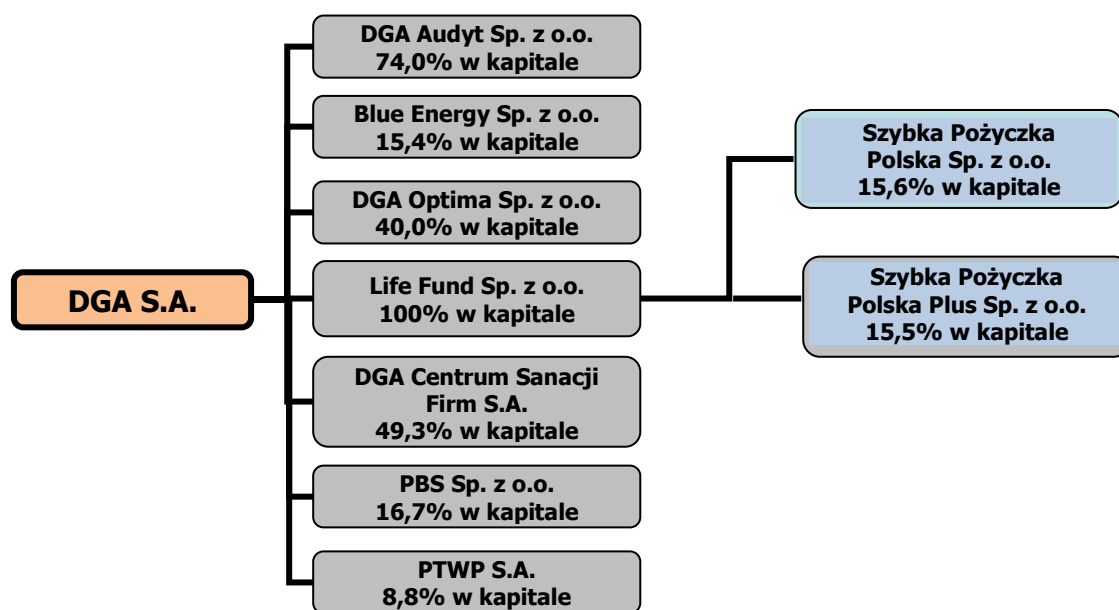 DGA S.A.
DGA Audyt Sp. z o.o.
74,0% w kapitale
Blue Energy Sp. z o.o.
15,4% w kapitale
DGA Optima Sp. z o.o.
40,0% w kapitale
Life Fund Sp. z o.o.
100% w kapitale
DGA Centrum Sanacji
Firm S.A.
49,3% w kapitale
PBS Sp. z o.o.
16,7% w kapitale
PTWP S.A.
8,8% w kapitale
Szybka Pożyczka
Polska Sp. z o.o.
15,6% w kapitale
Szybka Pożyczka
Polska Plus Sp. z o.o.
15,5% w kapitale